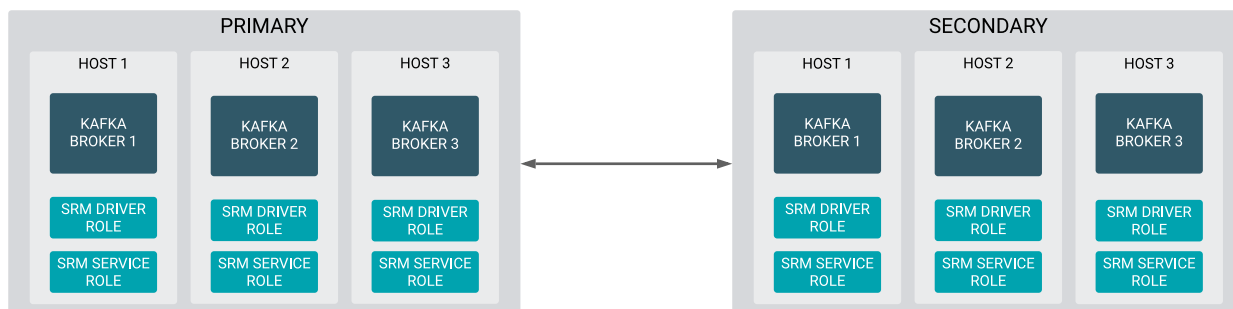 PRIMARY
HOST 1
KAFKA
BROKER 1
SRM DRIVER
ROLE
SRM SERVICE
ROLE
HOST 2
KAFKA
BROKER 2
SRM DRIVER
ROLE
SRM SERVICE
ROLE
HOST 3
KAFKA
BROKER 3
SRM DRIVER
ROLE
SRM SERVICE
ROLE
SECONDARY
HOST 1
KAFKA
BROKER 1
SRM DRIVER
ROLE
SRM SERVICE
ROLE
HOST 2
KAFKA
BROKER 2
SRM DRIVER
ROLE
SRM SERVICE
ROLE
HOST 3
KAFKA
BROKER 3
SRM DRIVER
ROLE
SRM SERVICE
ROLE